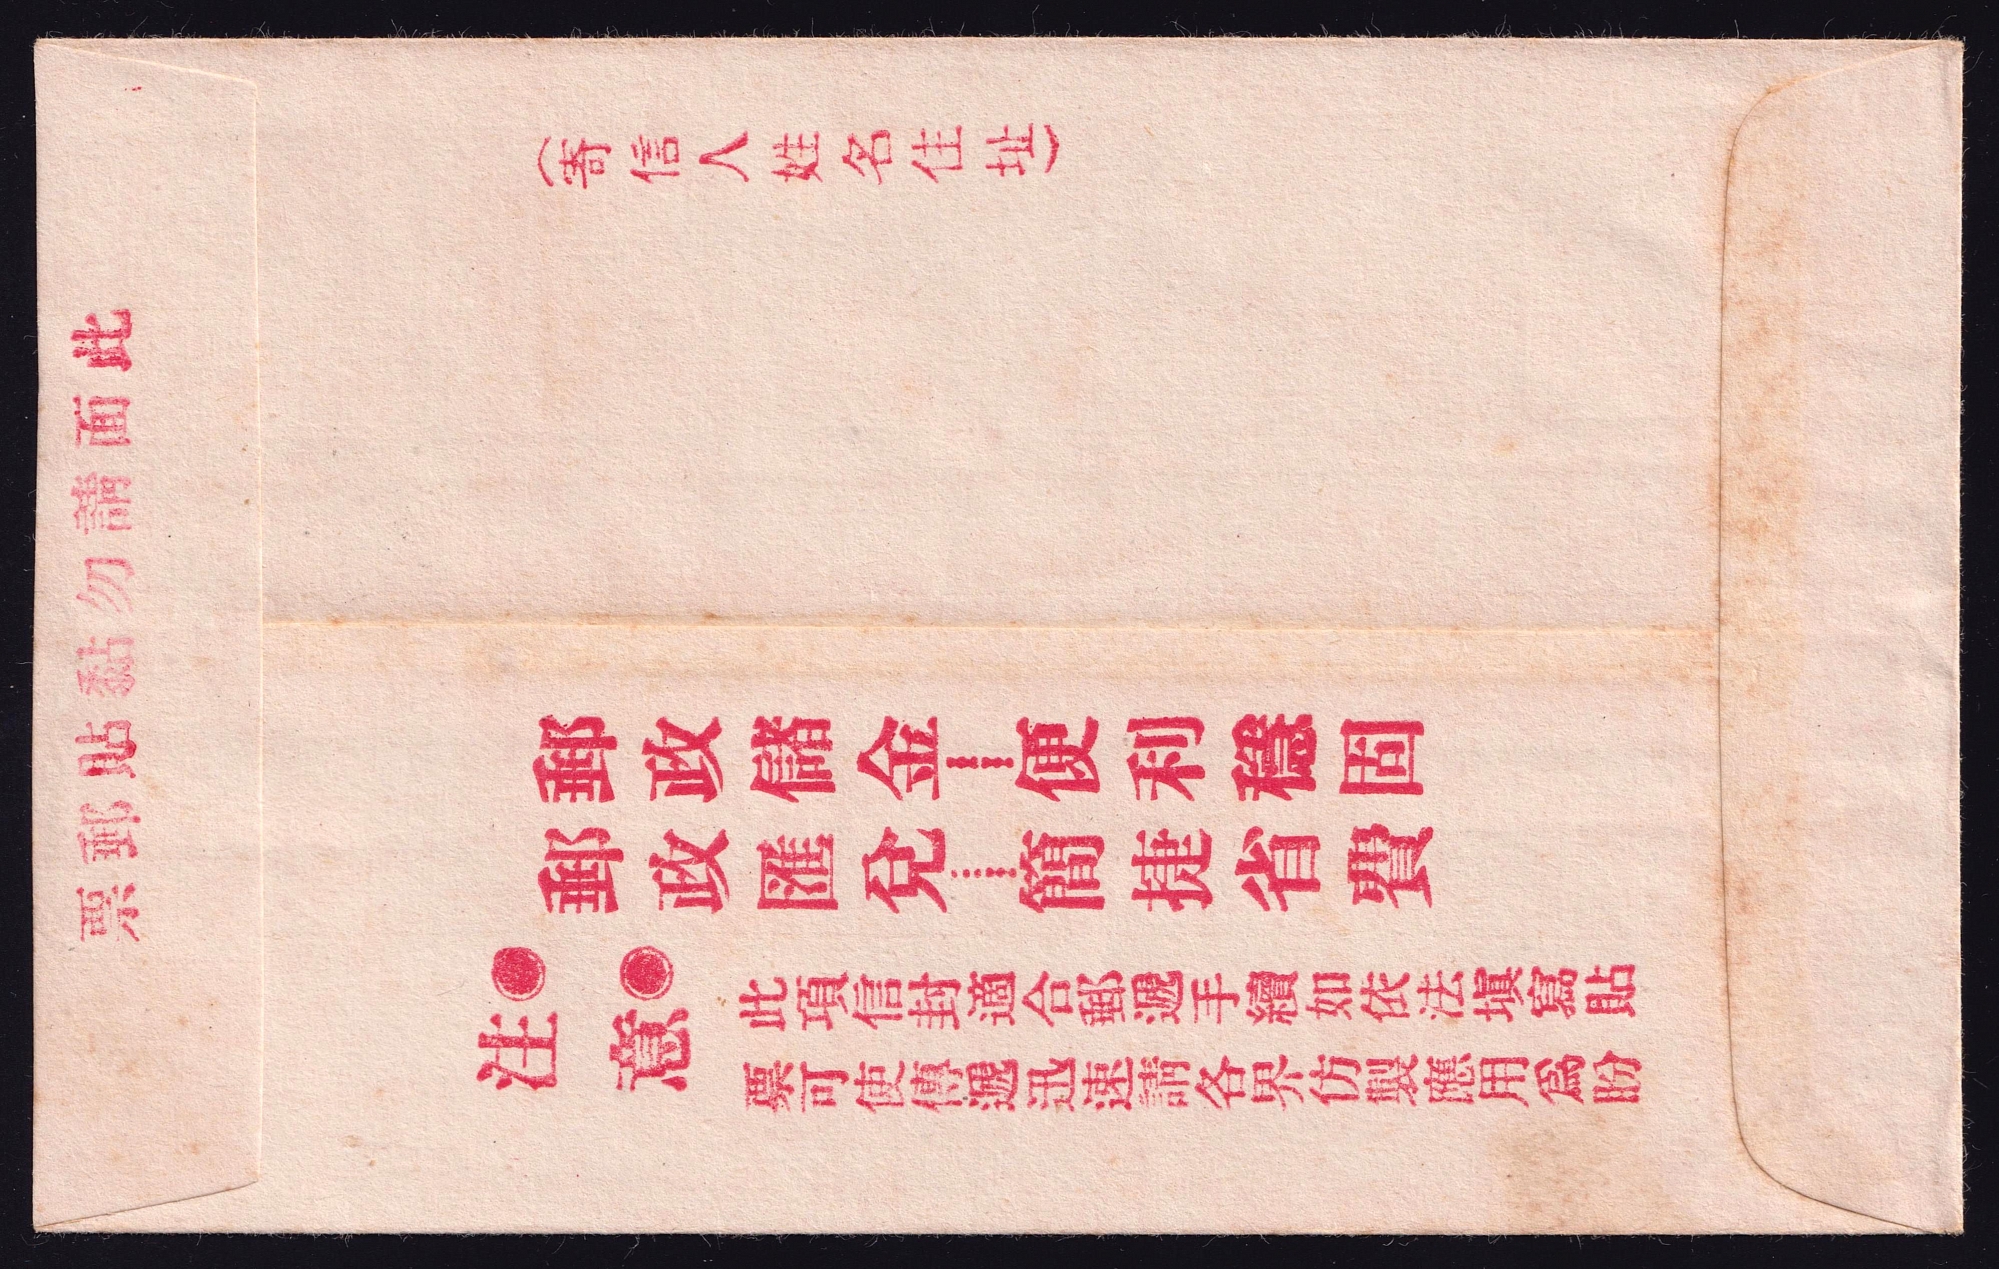 此面請勿黏貼郵票
（寄信人姓名住址）
郵政儲金……便利穩固
郵政匯兌……簡捷省費
注意
此項信封適合郵遞手續如依法塡寫貼
票可使傳遞迅速請各界仿製應用爲盼